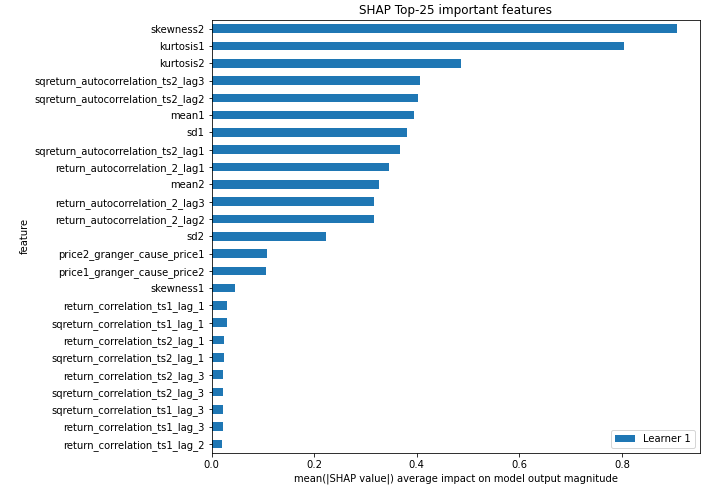 SHAP Top-25 important features
skewness2
kurtosis1
kurtosis2
sqreturn_autocorrelation_ts2_lag3
sqreturn_autocorrelation_ts2_lag2
mean1
sd1
sqreturn_autocorrelation_ts2_lag1
return_autocorrelation_2_lag1
mean2
return_autocorrelation_2_lag3
return_autocorrelation_2_lag2
sd2
price2_granger_cause_price1
price1_granger_cause_price2
skewness1
return_correlation_ts1_lag_1
sqreturn_correlation_ts1_lag_1
return_correlation_ts2_lag_1
sqreturn_correlation_ts2_lag_1
return_correlation_ts2_lag_3
sqreturn_correlation_ts2_lag_3
sqreturn_correlation_ts1_lag_3
return_correlation_ts1_lag_3
return_correlation_ts1_lag_2
feature
Learner 1
0.0 0.2 0.4 0.6 0.8
mean(|SHAP value|) average impact on model output magnitude